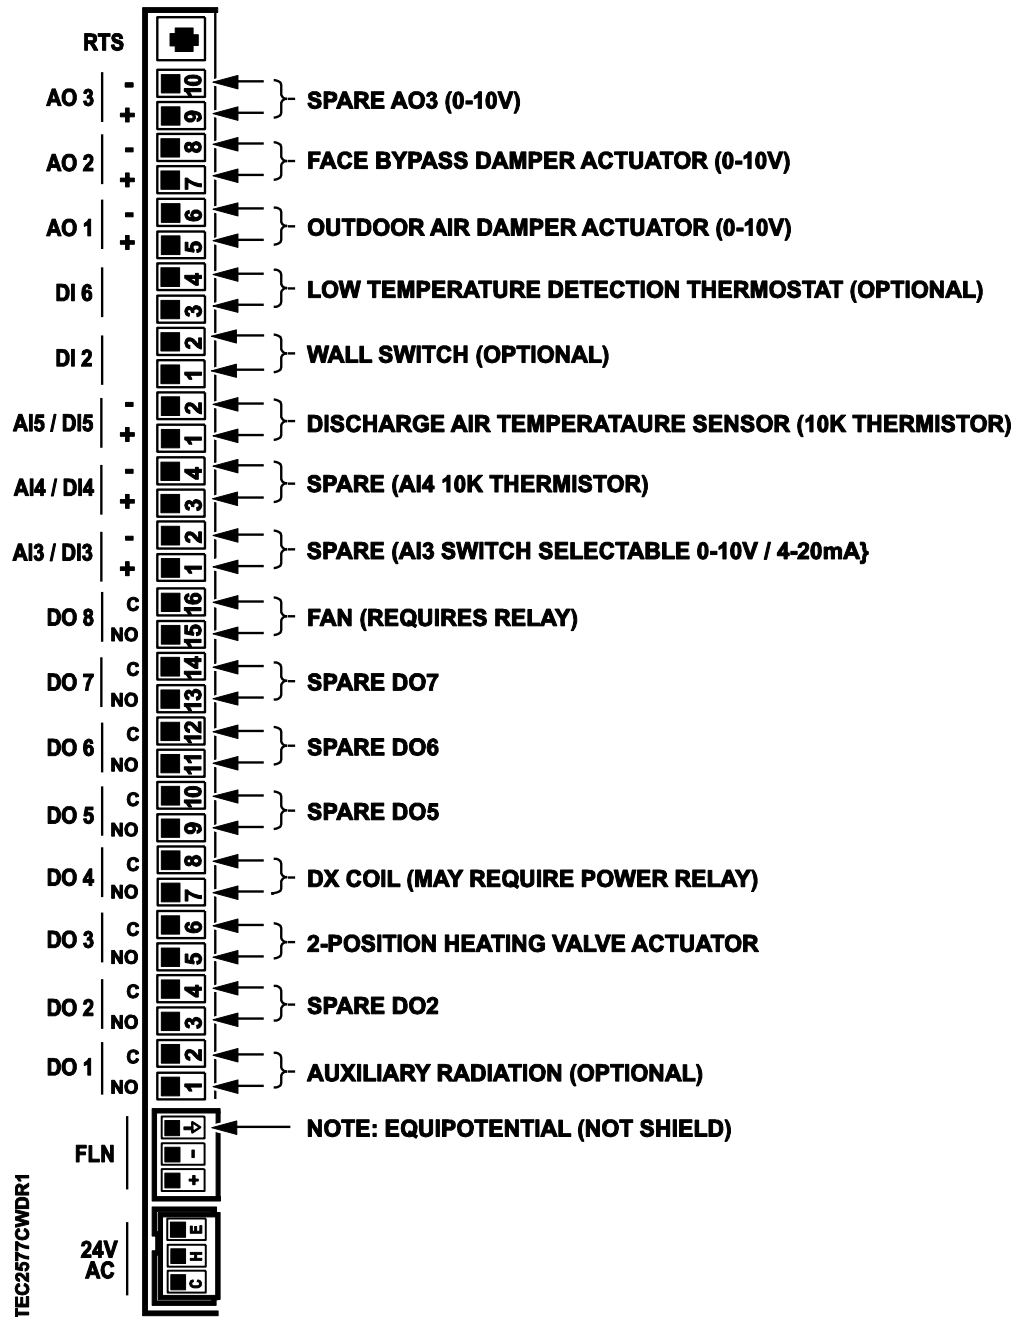 RTS
AO 3 - 10 SPARE AO3 (0-10V)
+ 9
AO 2 - 8 FACE BYPASS DAMPER ACTUATOR (0-10V)
+ 7
AO 1 - 6 OUTDOOR AIR DAMPER ACTUATOR (0-10V)
+ 5
DI 6 4 LOW TEMPERATURE DETECTION THERMOSTAT (OPTIONAL)
3
DI 2 2 WALL SWITCH (OPTIONAL)
1
AI5 / DI5 - 2 DISCHARGE AIR TEMPERATAURE SENSOR (10K THERMISTOR)
+ 1
AI4 / DI4 - 4 SPARE (AI4 10K THERMISTOR)
+ 3
AI3 / DI3 - 2 SPARE (AI3 SWITCH SELECTABLE 0-10V / 4-20mA}
+ 1
DO 8 C 16 FAN (REQUIRES RELAY)
NO 15
DO 7 C 14 SPARE DO7
NO 13
DO 6 C 12 SPARE DO6
NO 11
DO 5 C 10 SPARE DO5
NO 9
DO 4 C 8 DX COIL (MAY REQUIRE POWER RELAY)
NO 7
DO 3 C 6 2-POSITION HEATING VALVE ACTUATOR
NO 5
DO 2 C 4 SPARE DO2
NO 3
DO 1 C 2 AUXILIARY RADIATION (OPTIONAL)
NO 1
NOTE: EQUIPOTENTIAL (NOT SHIELD)
FLN -
+
E
24V H
AC C
TEC2577CWDR1